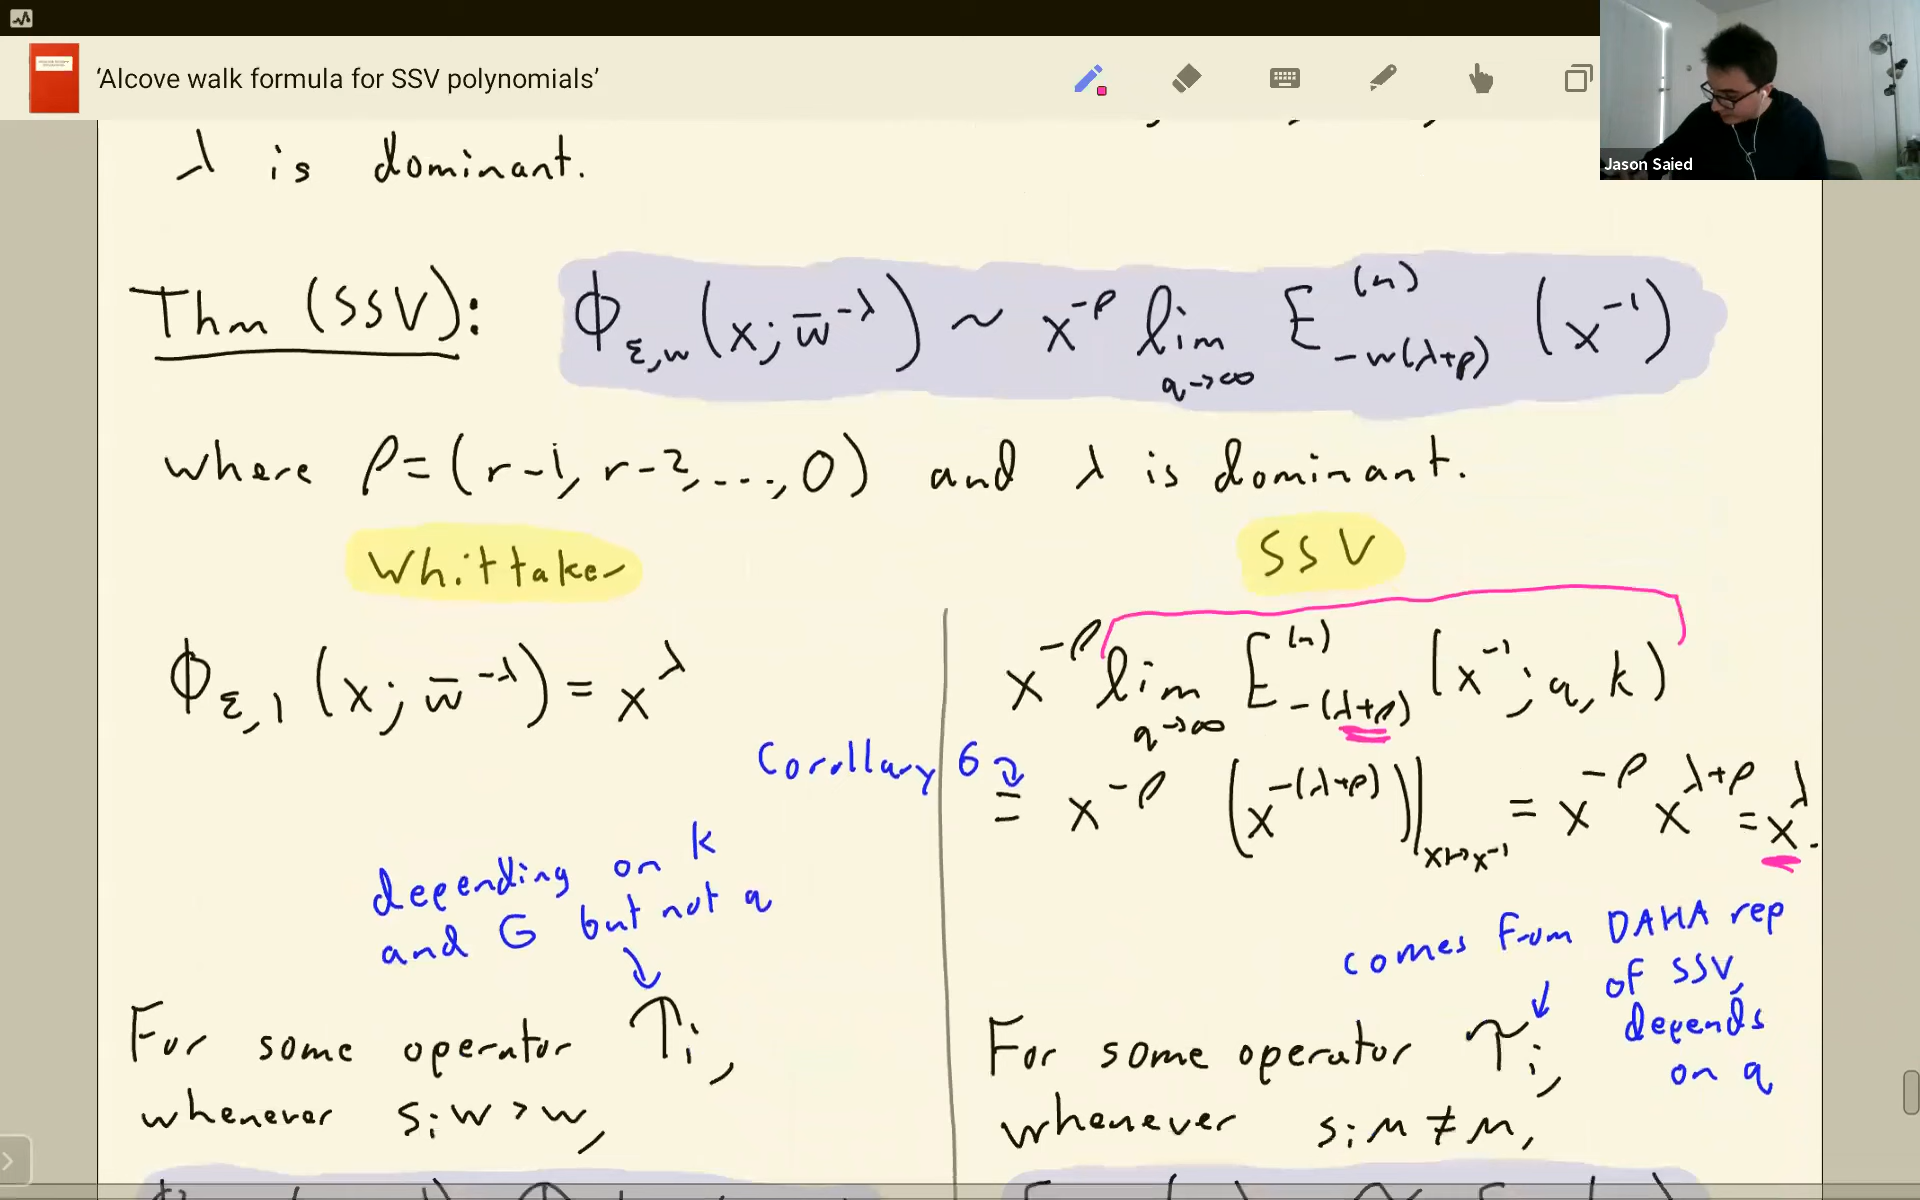 'Alcove walk formula for SSV polynomials'
Jason Saied
λ is dominant.
Thm (SSV): ϕ_{ξ,w}(x; ϖ^{-λ}) ~ x^{-ρ} lim_{q→∞} E^{(n)}_{-w(λ+ρ)}(x^{-1})
where ρ=(r-1, r-2, ..., 0) and λ is dominant.
Whittaker
ϕ_{ξ,1}(x; ϖ^{-λ}) = x^λ
depending on k
and G but not q
For some operator T_i,
whenever s_i w > w,
SSV
x^{-ρ} lim_{q→∞} E^{(n)}_{-(λ+ρ)}(x^{-1}; q, k)
Corollary 6
= x^{-ρ} (x^{-(λ+ρ)})|_{x↦x^{-1}} = x^{-ρ} x^{λ+ρ} = x^λ.
comes from DAHA rep
of SSV,
depends
on q
For some operator T_i,
whenever s_i μ ≠ μ,